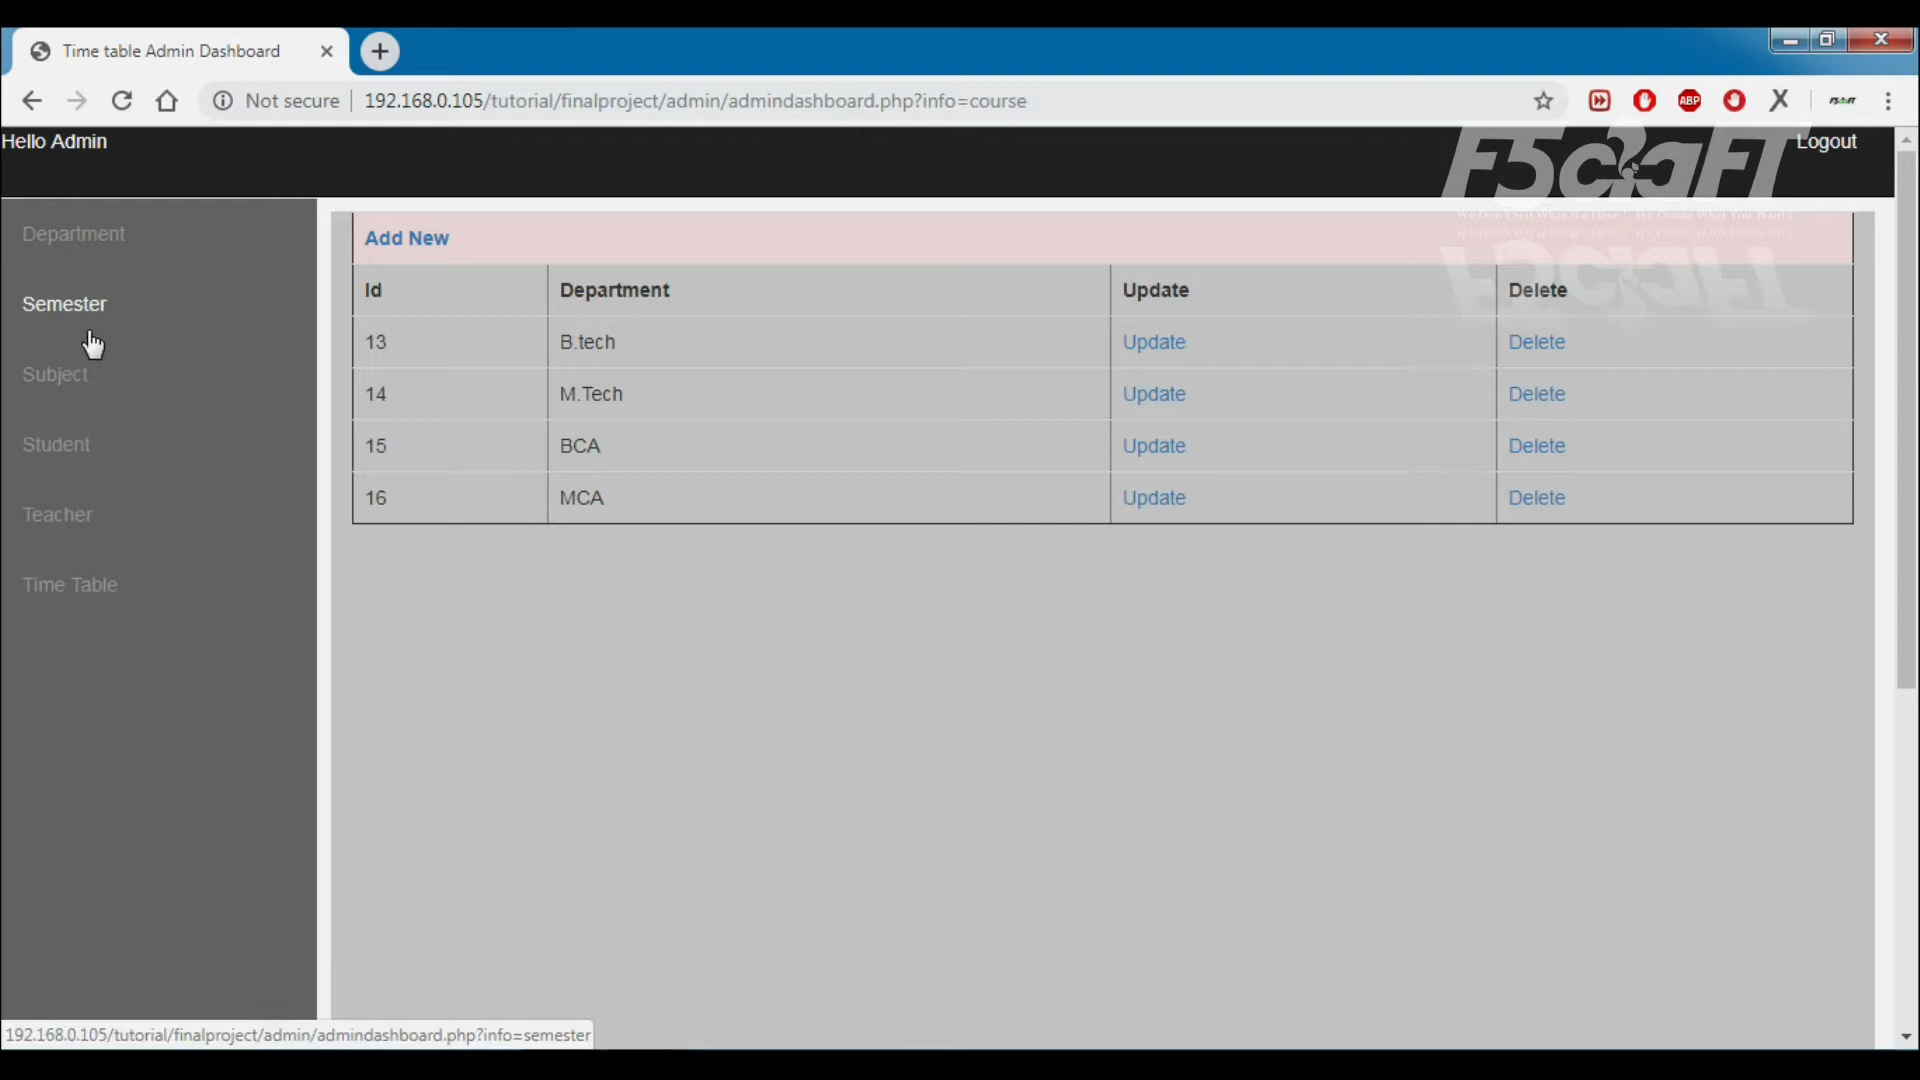 Time table Admin Dashboard
Not secure 192.168.0.105/tutorial/finalproject/admin/admindashboard.php?info=course
ABP
Hello Admin
Logout
F5craFT
Department
Semester
Subject
Student
Teacher
Time Table
Add New
Id Department Update Delete
13 B.tech Update Delete
14 M.Tech Update Delete
15 BCA Update Delete
16 MCA Update Delete
192.168.0.105/tutorial/finalproject/admin/admindashboard.php?info=semester